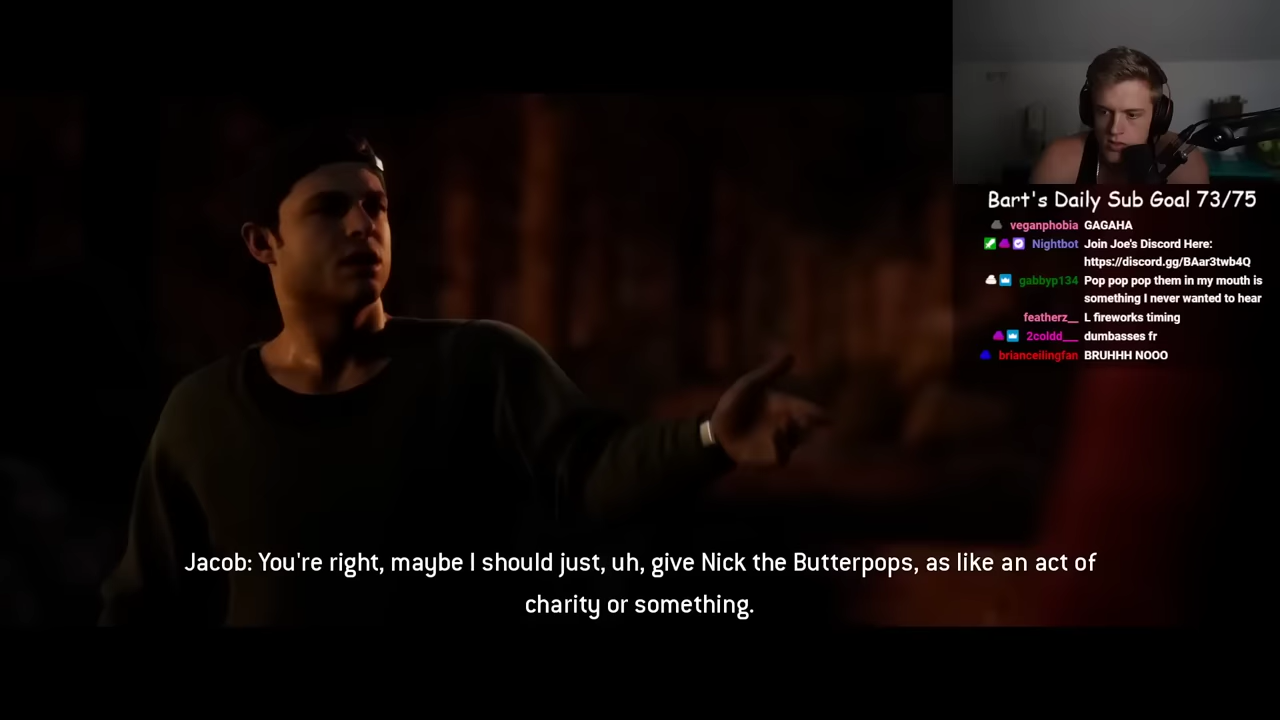 Bart's Daily Sub Goal 73/75
veganphobia GAGAHA
Nightbot Join Joe's Discord Here:
https://discord.gg/BAar3twb4Q
gabbyp134 Pop pop pop them in my mouth is
something I never wanted to hear
featherz__ L fireworks timing
2coldd___ dumbasses fr
brianceilingfan BRUHHH NOOO
Jacob: You're right, maybe I should just, uh, give Nick the Butterpops, as like an act of
charity or something.